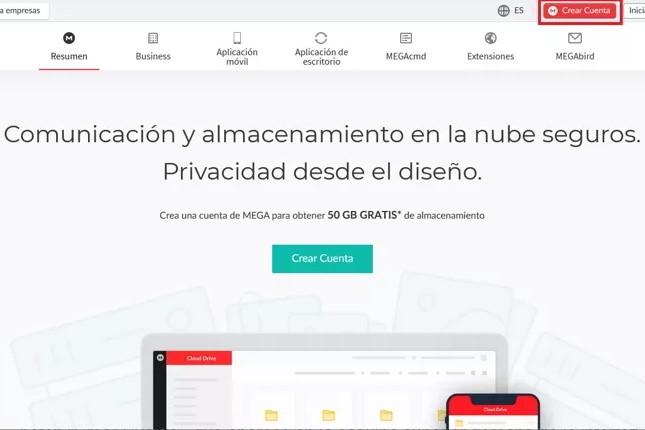 a empresas
ES
Crear Cuenta
Inicia
Resumen
Business
Aplicación
móvil
Aplicación de
escritorio
MEGAcmd
Extensiones
MEGAbird
Comunicación y almacenamiento en la nube seguros.
Privacidad desde el diseño.
Crea una cuenta de MEGA para obtener 50 GB GRATIS* de almacenamiento
Crear Cuenta
Cloud Drive
Cloud Drive